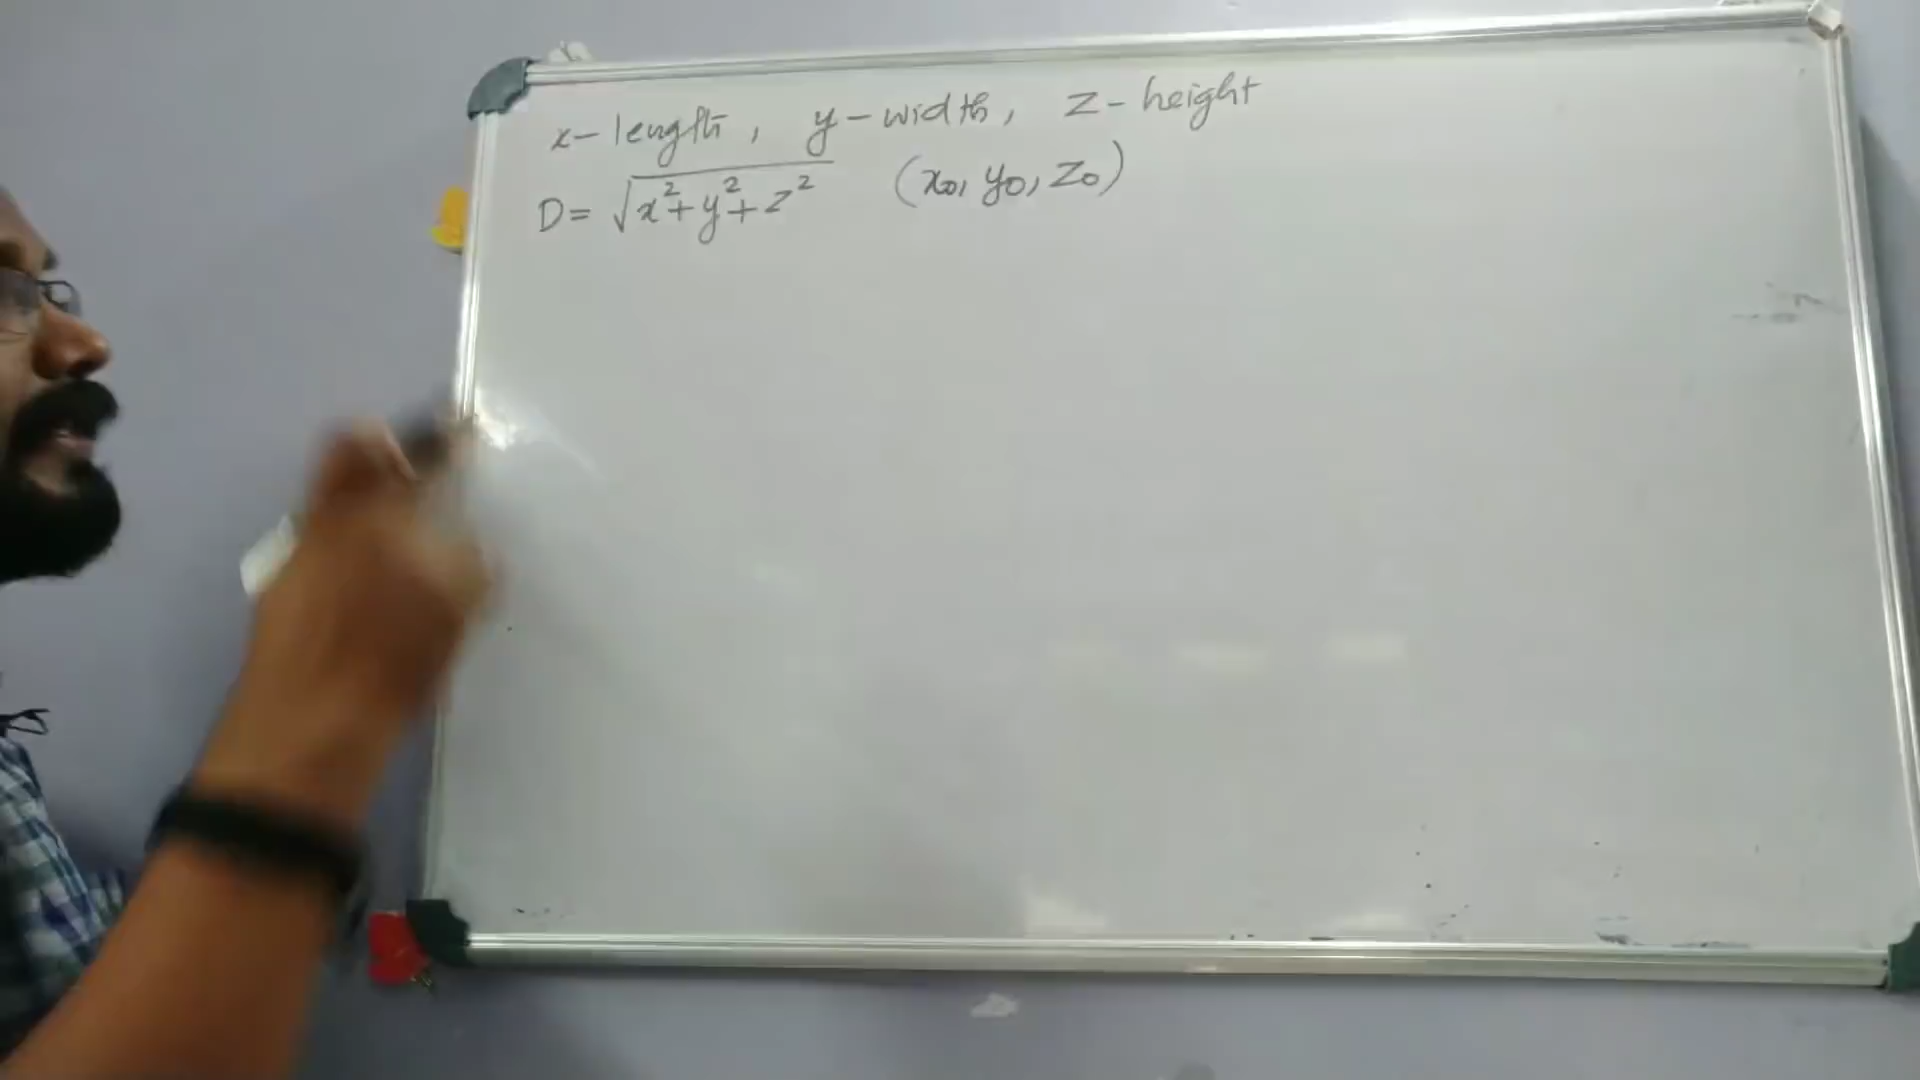 x- length, y-width, z-height
D= √x²+y²+z² (x0, y0, z0)